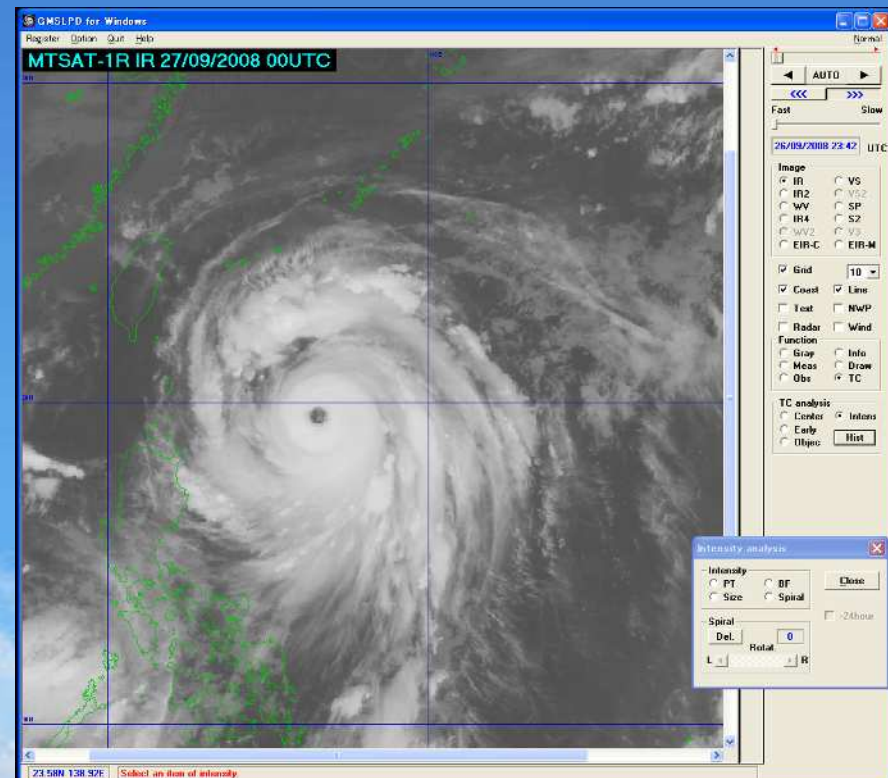 GMSLPD for Windows
Register Option Quit Help Normal
MTSAT-1R IR 27/09/2008 00UTC
AUTO
<<< >>>
Fast Slow
26/09/2008 23:42 UTC
Image
IR VS
IR2 VS2
WV SP
IR4 S2
WV2 V3
EIR-C EIR-M
Grid 10
Coast Line
Text NWP
Radar Wind
Function
Gray Info
Meas Draw
Obs TC
TC analysis
Center Intens
Early
Objec Hist
Intensity analysis
Intensity
PT BF Close
Size Spiral
-24hour
Spiral
Del. 0
Rotat
L R
23.58N 138.92E Select an item of intensity